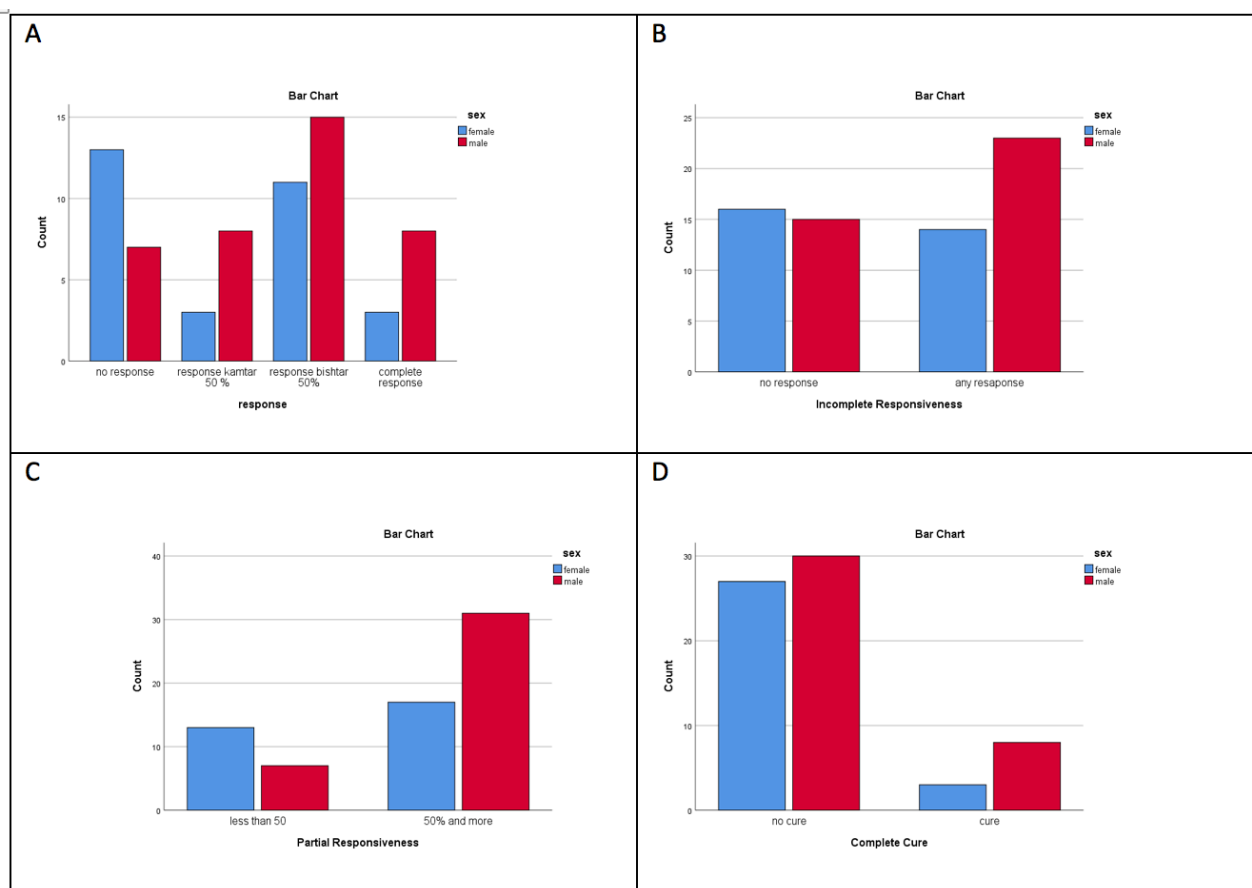 A
Bar Chart
sex
female
male
15
10
5
0
Count
no response
response kamtar
50 %
response bishtar
50%
complete
response
response
B
Bar Chart
sex
female
male
25
20
15
10
5
0
Count
no response
any resaponse
Incomplete Responsiveness
C
Bar Chart
sex
female
male
40
30
20
10
0
Count
less than 50
50% and more
Partial Responsiveness
D
Bar Chart
sex
female
male
30
20
10
0
Count
no cure
cure
Complete Cure